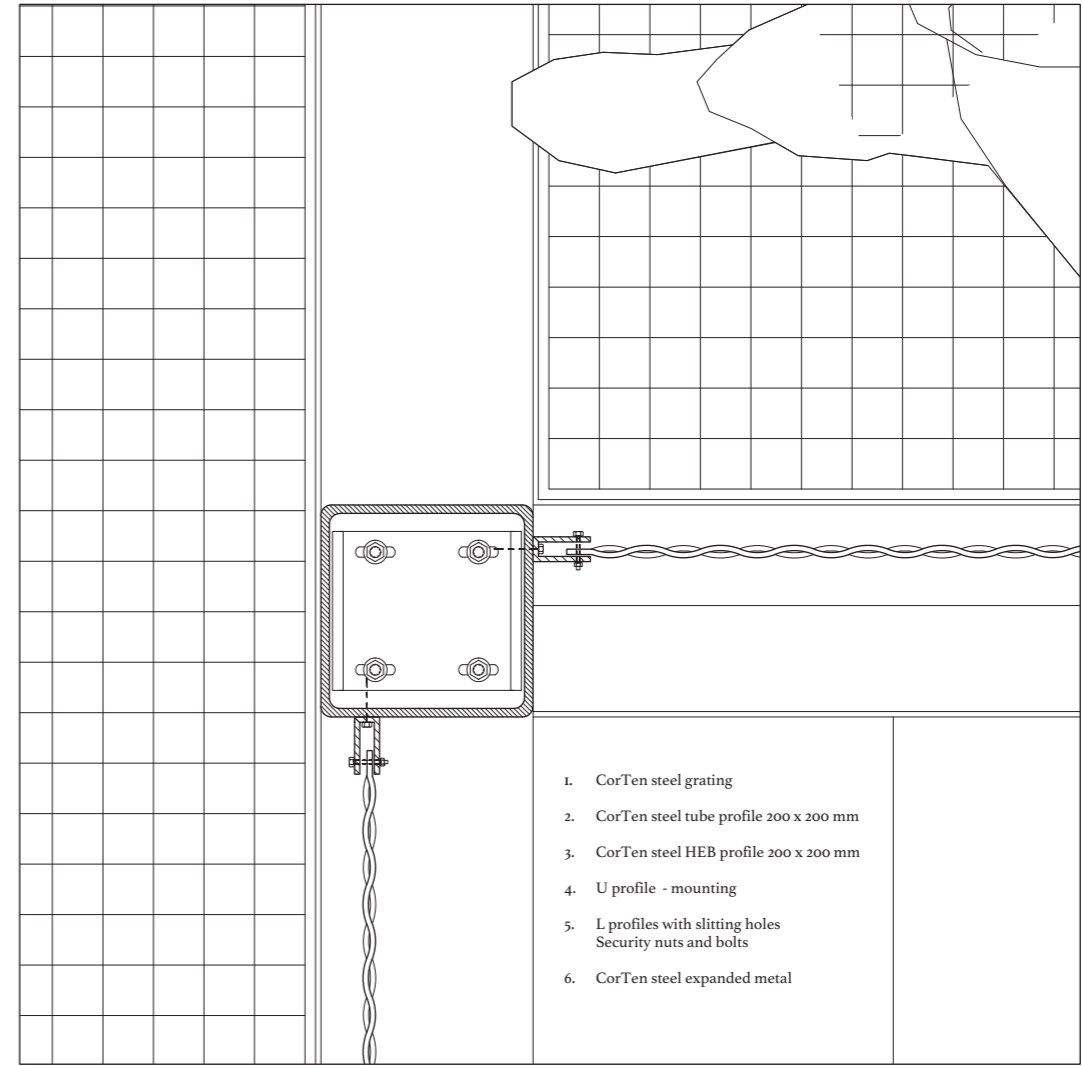 1. CorTen steel grating
2. CorTen steel tube profile 200 x 200 mm
3. CorTen steel HEB profile 200 x 200 mm
4. U profile - mounting
5. L profiles with slitting holes
Security nuts and bolts
6. CorTen steel expanded metal